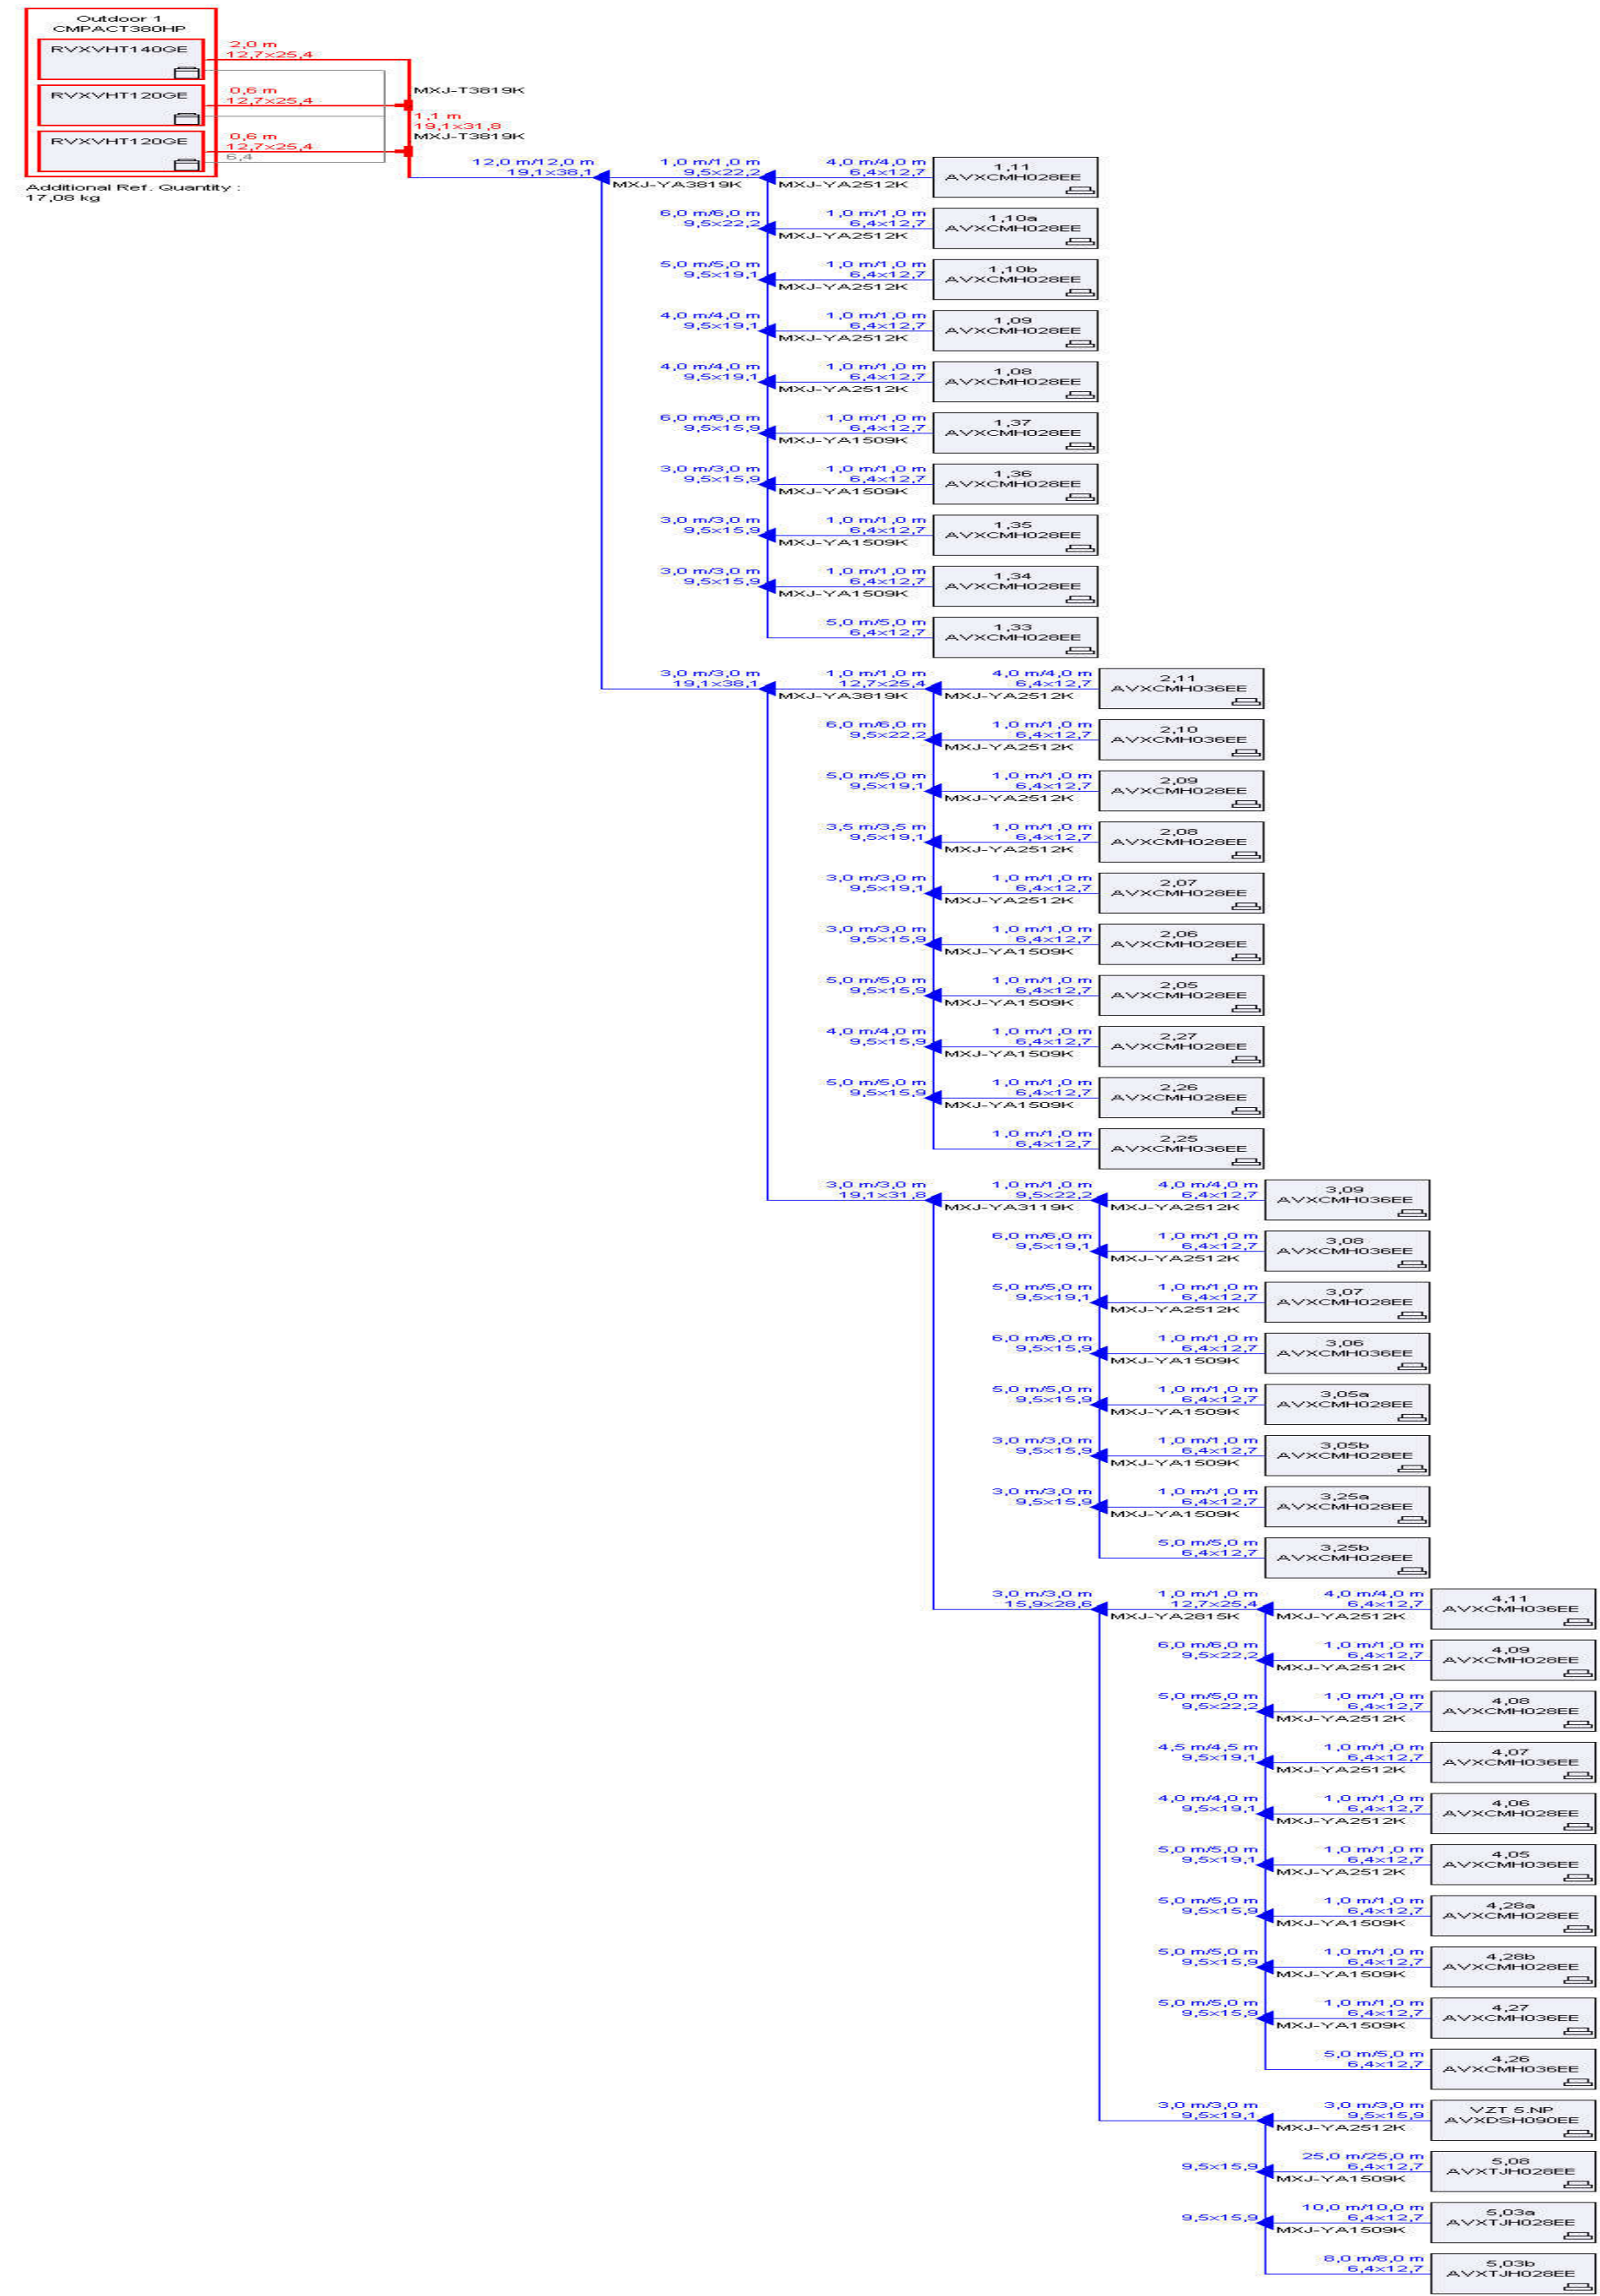 Outdoor 1
CMPACT380HP
RVXVHT140GE
2,0 m
12,7x25,4
MXJ-T3819K
RVXVHT120GE
0,6 m
12,7x25,4
1,1 m
19,1x31,8
MXJ-T3819K
RVXVHT120GE
0,6 m
12,7x25,4
6,4
Additional Ref. Quantity :
17,08 kg
12,0 m/12,0 m
19,1x38,1
MXJ-YA3819K
1,0 m/1,0 m
9,5x22,2
MXJ-YA2512K
4,0 m/4,0 m
6,4x12,7
1,11
AVXCMH028EE
6,0 m/6,0 m
9,5x22,2
MXJ-YA2512K
1,0 m/1,0 m
6,4x12,7
1,10a
AVXCMH028EE
5,0 m/5,0 m
9,5x19,1
MXJ-YA2512K
1,0 m/1,0 m
6,4x12,7
1,10b
AVXCMH028EE
4,0 m/4,0 m
9,5x19,1
MXJ-YA2512K
1,0 m/1,0 m
6,4x12,7
1,09
AVXCMH028EE
4,0 m/4,0 m
9,5x19,1
MXJ-YA2512K
1,0 m/1,0 m
6,4x12,7
1,08
AVXCMH028EE
6,0 m/6,0 m
9,5x15,9
MXJ-YA1509K
1,0 m/1,0 m
6,4x12,7
1,37
AVXCMH028EE
3,0 m/3,0 m
9,5x15,9
MXJ-YA1509K
1,0 m/1,0 m
6,4x12,7
1,36
AVXCMH028EE
3,0 m/3,0 m
9,5x15,9
MXJ-YA1509K
1,0 m/1,0 m
6,4x12,7
1,35
AVXCMH028EE
3,0 m/3,0 m
9,5x15,9
MXJ-YA1509K
1,0 m/1,0 m
6,4x12,7
1,34
AVXCMH028EE
5,0 m/5,0 m
6,4x12,7
1,33
AVXCMH028EE
3,0 m/3,0 m
19,1x38,1
MXJ-YA3819K
1,0 m/1,0 m
12,7x25,4
MXJ-YA2512K
4,0 m/4,0 m
6,4x12,7
2,11
AVXCMH036EE
6,0 m/6,0 m
9,5x22,2
MXJ-YA2512K
1,0 m/1,0 m
6,4x12,7
2,10
AVXCMH036EE
5,0 m/5,0 m
9,5x19,1
MXJ-YA2512K
1,0 m/1,0 m
6,4x12,7
2,09
AVXCMH028EE
3,5 m/3,5 m
9,5x19,1
MXJ-YA2512K
1,0 m/1,0 m
6,4x12,7
2,08
AVXCMH028EE
3,0 m/3,0 m
9,5x19,1
MXJ-YA2512K
1,0 m/1,0 m
6,4x12,7
2,07
AVXCMH028EE
3,0 m/3,0 m
9,5x15,9
MXJ-YA1509K
1,0 m/1,0 m
6,4x12,7
2,06
AVXCMH028EE
5,0 m/5,0 m
9,5x15,9
MXJ-YA1509K
1,0 m/1,0 m
6,4x12,7
2,05
AVXCMH028EE
4,0 m/4,0 m
9,5x15,9
MXJ-YA1509K
1,0 m/1,0 m
6,4x12,7
2,27
AVXCMH028EE
5,0 m/5,0 m
9,5x15,9
MXJ-YA1509K
1,0 m/1,0 m
6,4x12,7
2,26
AVXCMH028EE
1,0 m/1,0 m
6,4x12,7
2,25
AVXCMH036EE
3,0 m/3,0 m
19,1x31,8
MXJ-YA3119K
1,0 m/1,0 m
9,5x22,2
MXJ-YA2512K
4,0 m/4,0 m
6,4x12,7
3,09
AVXCMH036EE
6,0 m/6,0 m
9,5x19,1
MXJ-YA2512K
1,0 m/1,0 m
6,4x12,7
3,08
AVXCMH036EE
5,0 m/5,0 m
9,5x19,1
MXJ-YA2512K
1,0 m/1,0 m
6,4x12,7
3,07
AVXCMH028EE
6,0 m/6,0 m
9,5x15,9
MXJ-YA1509K
1,0 m/1,0 m
6,4x12,7
3,06
AVXCMH036EE
5,0 m/5,0 m
9,5x15,9
MXJ-YA1509K
1,0 m/1,0 m
6,4x12,7
3,05a
AVXCMH028EE
3,0 m/3,0 m
9,5x15,9
MXJ-YA1509K
1,0 m/1,0 m
6,4x12,7
3,05b
AVXCMH028EE
3,0 m/3,0 m
9,5x15,9
MXJ-YA1509K
1,0 m/1,0 m
6,4x12,7
3,25a
AVXCMH028EE
5,0 m/5,0 m
6,4x12,7
3,25b
AVXCMH028EE
3,0 m/3,0 m
15,9x28,6
MXJ-YA2815K
1,0 m/1,0 m
12,7x25,4
MXJ-YA2512K
4,0 m/4,0 m
6,4x12,7
4,11
AVXCMH036EE
6,0 m/6,0 m
9,5x22,2
MXJ-YA2512K
1,0 m/1,0 m
6,4x12,7
4,09
AVXCMH028EE
5,0 m/5,0 m
9,5x22,2
MXJ-YA2512K
1,0 m/1,0 m
6,4x12,7
4,08
AVXCMH028EE
4,5 m/4,5 m
9,5x19,1
MXJ-YA2512K
1,0 m/1,0 m
6,4x12,7
4,07
AVXCMH036EE
4,0 m/4,0 m
9,5x19,1
MXJ-YA2512K
1,0 m/1,0 m
6,4x12,7
4,06
AVXCMH028EE
5,0 m/5,0 m
9,5x19,1
MXJ-YA2512K
1,0 m/1,0 m
6,4x12,7
4,05
AVXCMH036EE
5,0 m/5,0 m
9,5x15,9
MXJ-YA1509K
1,0 m/1,0 m
6,4x12,7
4,28a
AVXCMH028EE
5,0 m/5,0 m
9,5x15,9
MXJ-YA1509K
1,0 m/1,0 m
6,4x12,7
4,28b
AVXCMH028EE
5,0 m/5,0 m
9,5x15,9
MXJ-YA1509K
1,0 m/1,0 m
6,4x12,7
4,27
AVXCMH036EE
5,0 m/5,0 m
6,4x12,7
4,26
AVXCMH036EE
3,0 m/3,0 m
9,5x19,1
MXJ-YA2512K
3,0 m/3,0 m
9,5x15,9
VZT 5.NP
AVXDSH090EE
9,5x15,9
MXJ-YA1509K
25,0 m/25,0 m
6,4x12,7
5,08
AVXTJH028EE
9,5x15,9
MXJ-YA1509K
10,0 m/10,0 m
6,4x12,7
5,03a
AVXTJH028EE
8,0 m/8,0 m
6,4x12,7
5,03b
AVXTJH028EE